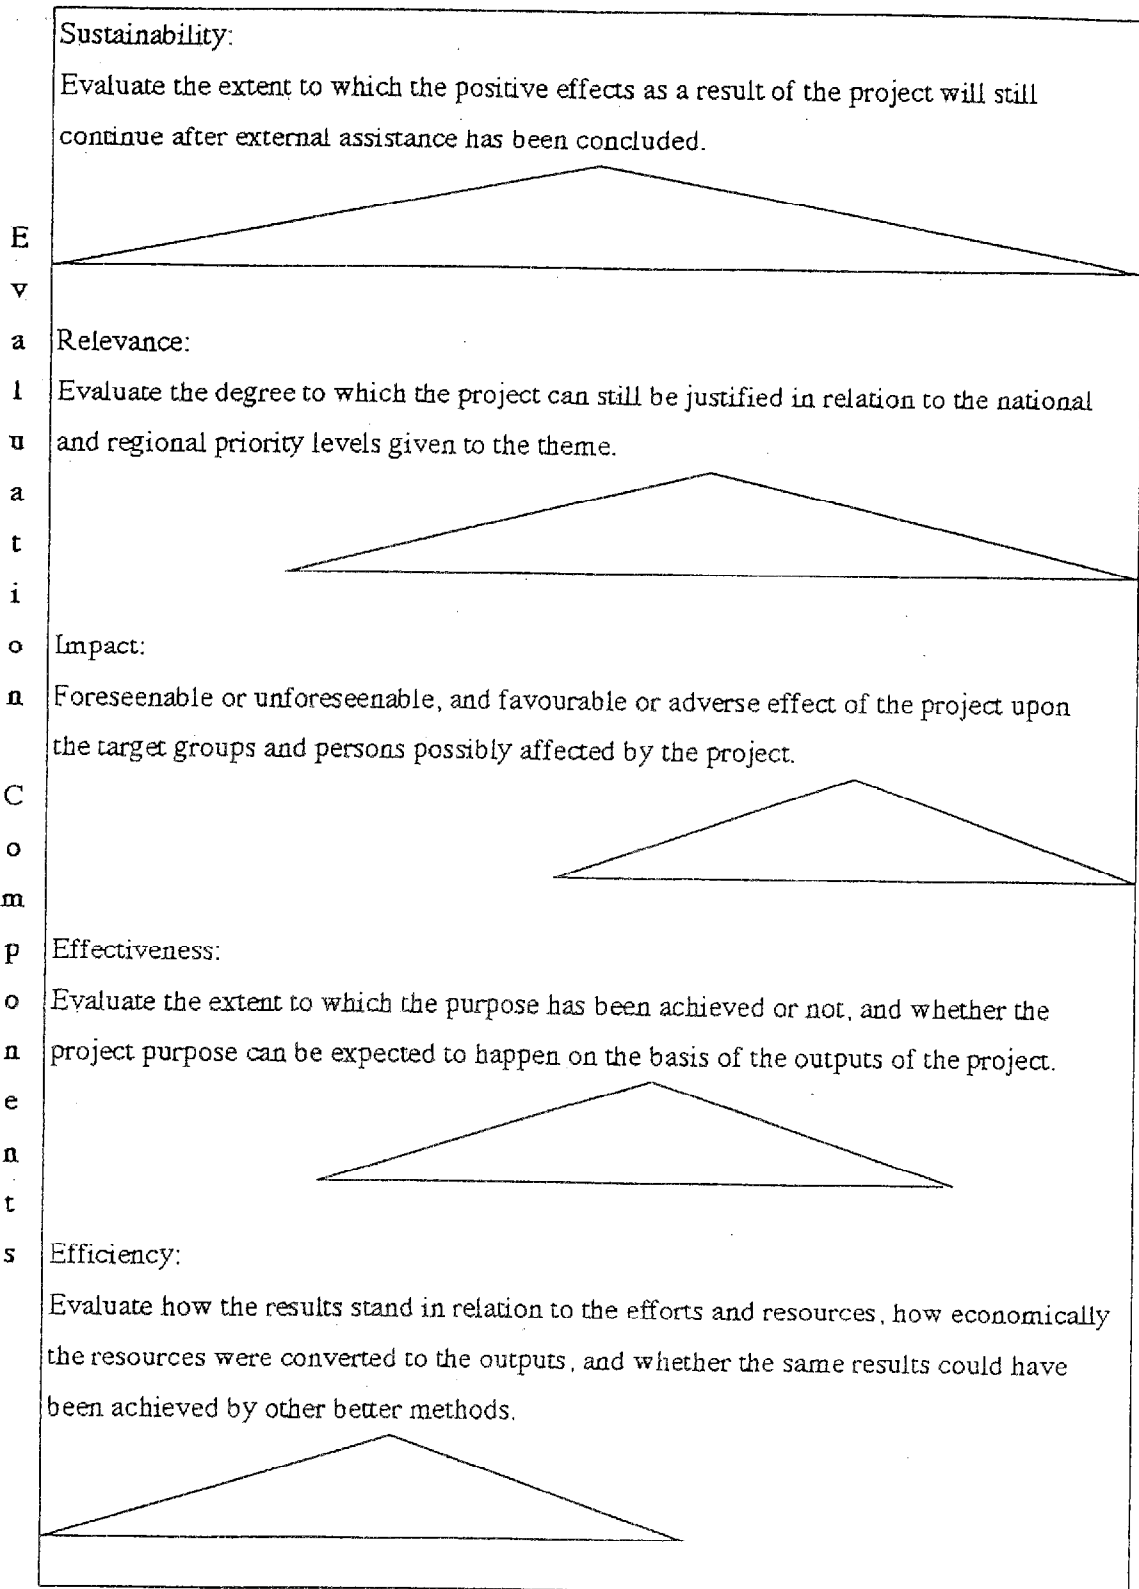 Evaluation Components
Sustainability:
Evaluate the extent to which the positive effects as a result of the project will still
continue after external assistance has been concluded.
Relevance:
Evaluate the degree to which the project can still be justified in relation to the national
and regional priority levels given to the theme.
Impact:
Foreseenable or unforeseenable, and favourable or adverse effect of the project upon
the target groups and persons possibly affected by the project.
Effectiveness:
Evaluate the extent to which the purpose has been achieved or not, and whether the
project purpose can be expected to happen on the basis of the outputs of the project.
Efficiency:
Evaluate how the results stand in relation to the efforts and resources, how economically
the resources were converted to the outputs, and whether the same results could have
been achieved by other better methods.